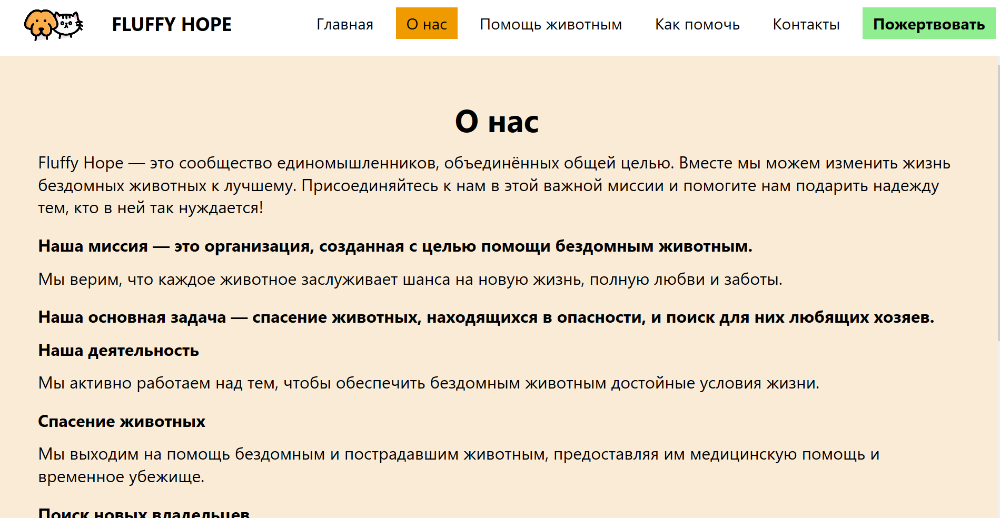 FLUFFY HOPE
Главная
О нас
Помощь животным
Как помочь
Контакты
Пожертвовать
О нас
Fluffy Hope — это сообщество единомышленников, объединённых общей целью. Вместе мы можем изменить жизнь
бездомных животных к лучшему. Присоединяйтесь к нам в этой важной миссии и помогите нам подарить надежду
тем, кто в ней так нуждается!
Наша миссия — это организация, созданная с целью помощи бездомным животным.
Мы верим, что каждое животное заслуживает шанса на новую жизнь, полную любви и заботы.
Наша основная задача — спасение животных, находящихся в опасности, и поиск для них любящих хозяев.
Наша деятельность
Мы активно работаем над тем, чтобы обеспечить бездомным животным достойные условия жизни.
Спасение животных
Мы выходим на помощь бездомным и пострадавшим животным, предоставляя им медицинскую помощь и
временное убежище.
Поиск новых владельцев